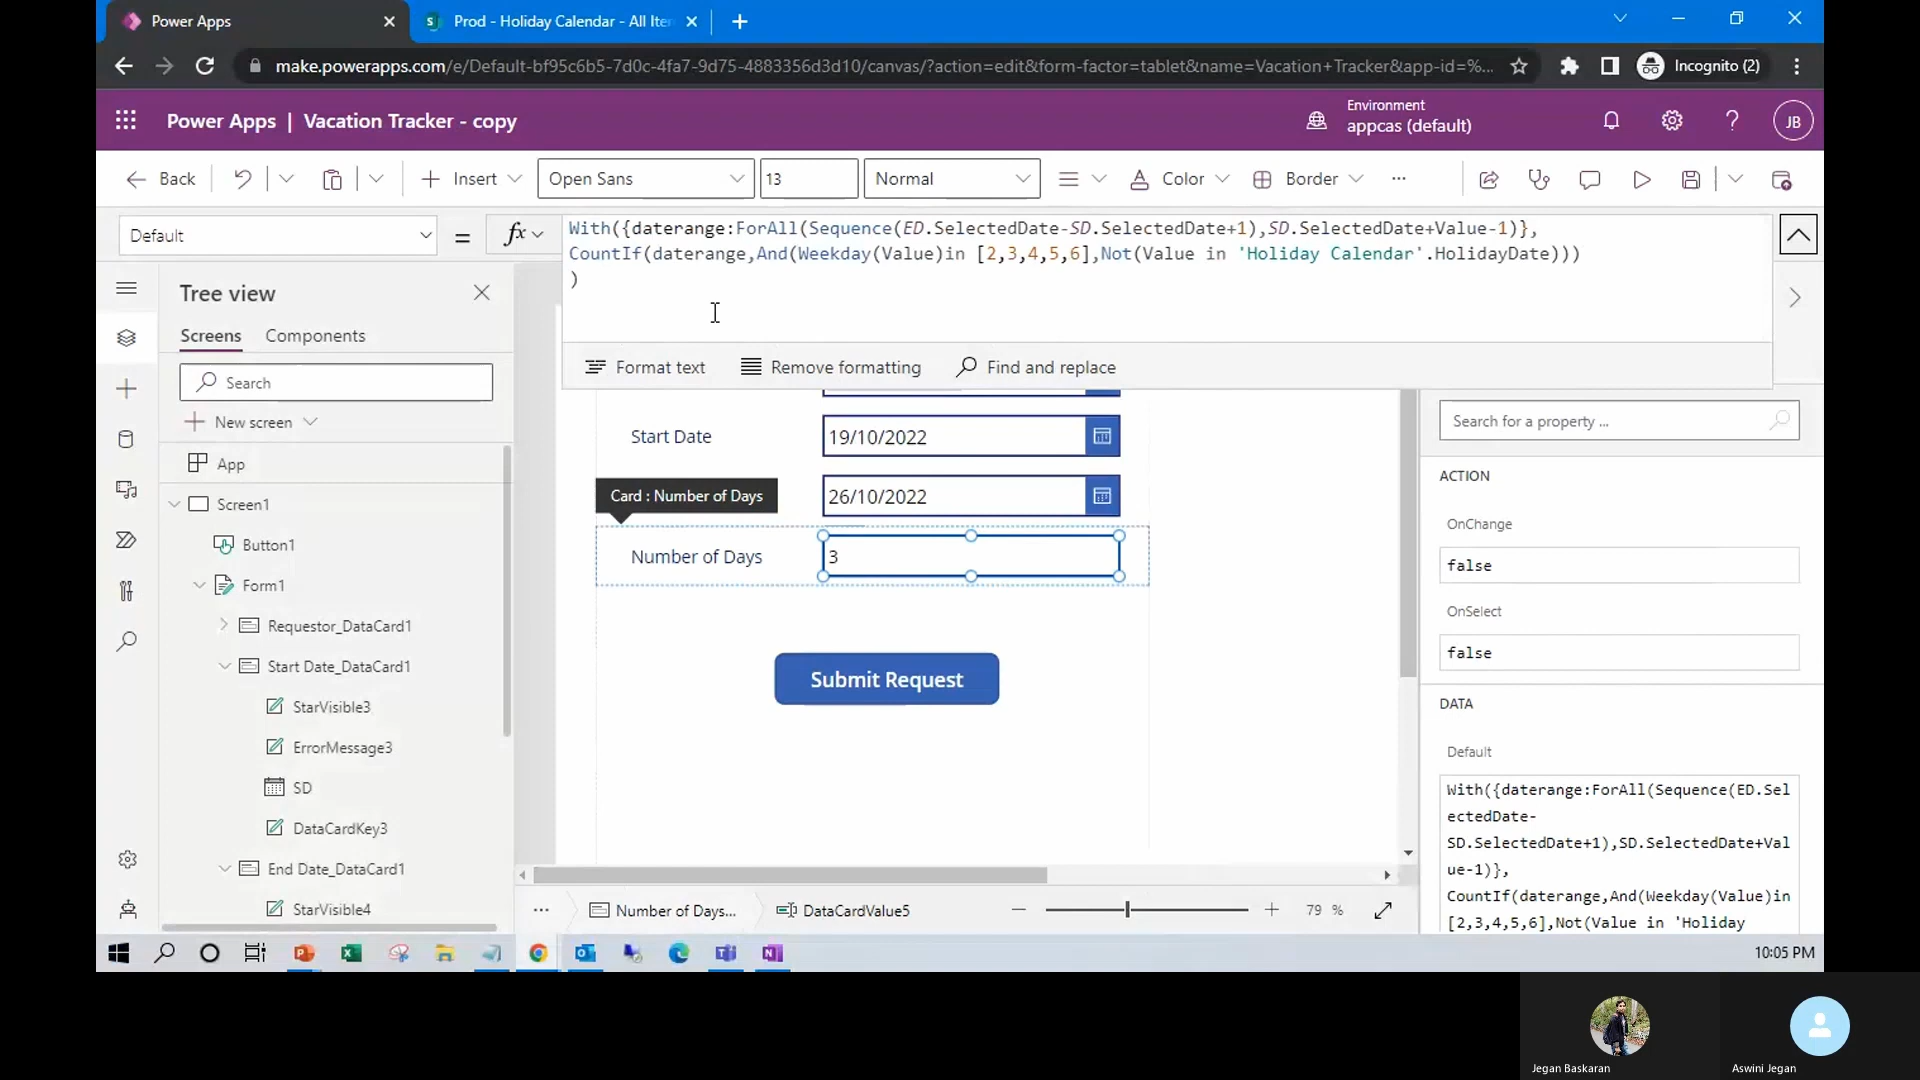 Power Apps
Prod - Holiday Calendar - All Ite
make.powerapps.com/e/Default-bf95c6b5-7d0c-4fa7-9d75-4883356d3d10/canvas/?action=edit&form-factor=tablet&name=Vacation+Tracker&app-id=%...
Incognito (2)
Power Apps | Vacation Tracker - copy
Environment
appcas (default)
JB
Back
Insert
Open Sans
13
Normal
Color
Border
Default
=
fx
With({daterange:ForAll(Sequence(ED.SelectedDate-SD.SelectedDate+1),SD.SelectedDate+Value-1)},
CountIf(daterange,And(Weekday(Value)in [2,3,4,5,6],Not(Value in 'Holiday Calendar'.HolidayDate)))
)
Format text
Remove formatting
Find and replace
Tree view
Screens
Components
Search
New screen
App
Screen1
Button1
Form1
Requestor_DataCard1
Start Date_DataCard1
StarVisible3
ErrorMessage3
SD
DataCardKey3
End Date_DataCard1
StarVisible4
Start Date
19/10/2022
Card : Number of Days
26/10/2022
Number of Days
3
Submit Request
Search for a property ...
ACTION
OnChange
false
OnSelect
false
DATA
Default
With({daterange:ForAll(Sequence(ED.Sel
ectedDate-
SD.SelectedDate+1),SD.SelectedDate+Val
ue-1)},
CountIf(daterange,And(Weekday(Value)in
[2,3,4,5,6],Not(Value in 'Holiday
Number of Days...
DataCardValue5
79 %
10:05 PM
Jegan Baskaran
Aswini Jegan